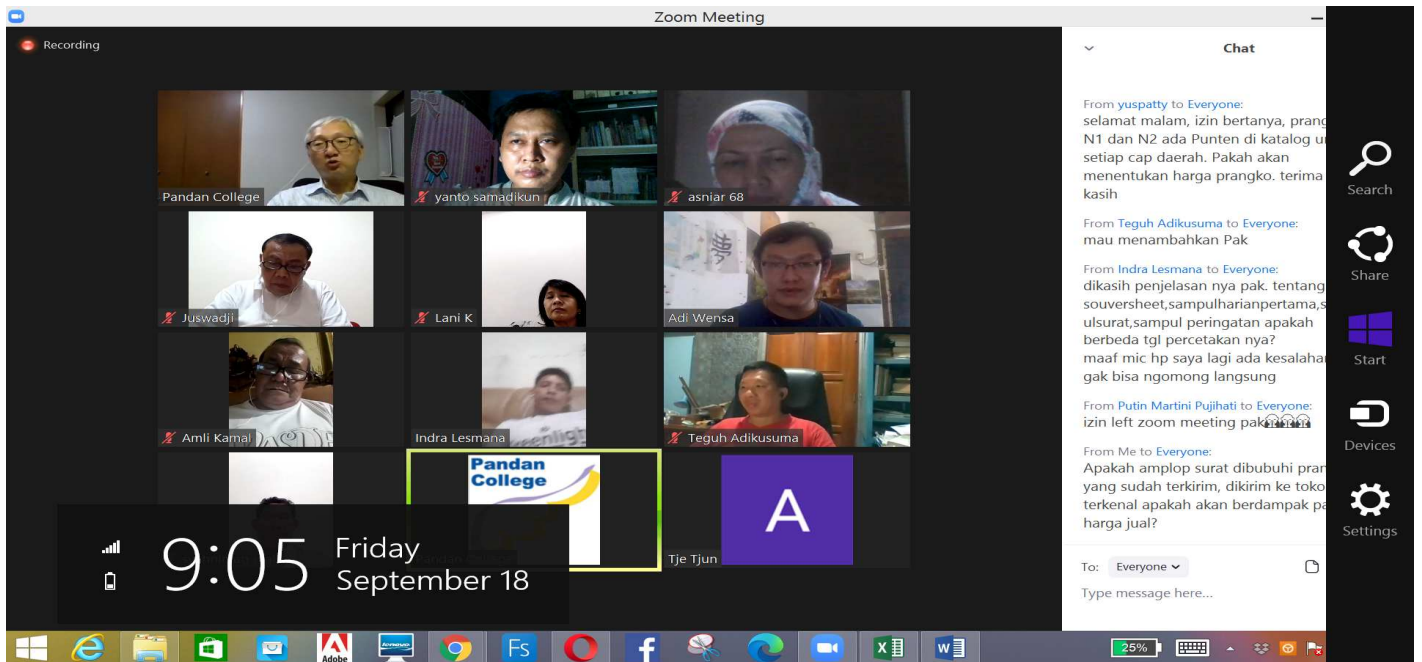 Zoom Meeting
Recording
Pandan College
yanto samadikun
asniar 68
Juswadji
Lani K
Adi Wensa
Amli Kamal
Indra Lesmana
Teguh Adikusuma
Pandan
College
A
Tje Tjun
9:05
Friday
September 18
Chat
From yuspatty to Everyone:
selamat malam, izin bertanya, prang
N1 dan N2 ada Punten di katalog u
setiap cap daerah. Pakah akan
menentukan harga prangko. terima
kasih
From Teguh Adikusuma to Everyone:
mau menambahkan Pak
From Indra Lesmana to Everyone:
dikasih penjelasan nya pak. tentang
souversheet,sampulharianpertama,s
ulsurat,sampul peringatan apakah
berbeda tgl percetakan nya?
maaf mic hp saya lagi ada kesalaha
gak bisa ngomong langsung
From Putin Martini Pujihati to Everyone:
izin left zoom meeting pak
From Me to Everyone:
Apakah amplop surat dibubuhi pran
yang sudah terkirim, dikirim ke toko
terkenal apakah akan berdampak pa
harga jual?
To: Everyone
Type message here...
Search
Share
Start
Devices
Settings
Adobe
lenovo
Fs
25%